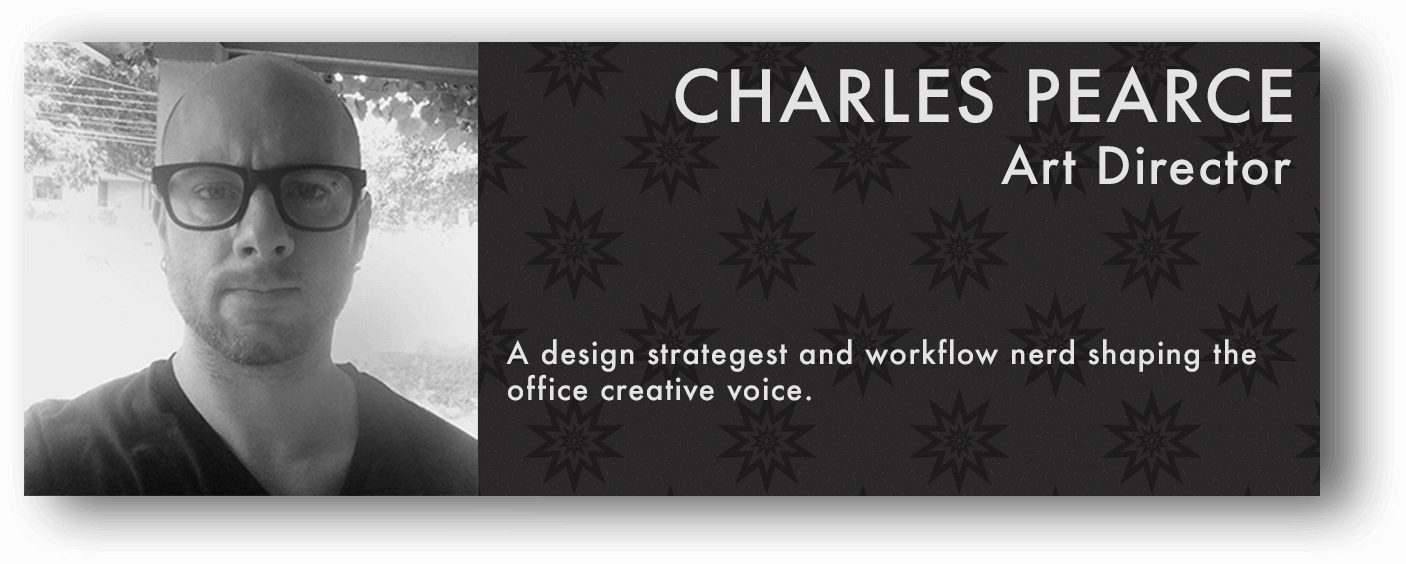 CHARLES PEARCE
Art Director
A design strategest and workflow nerd shaping the
office creative voice.